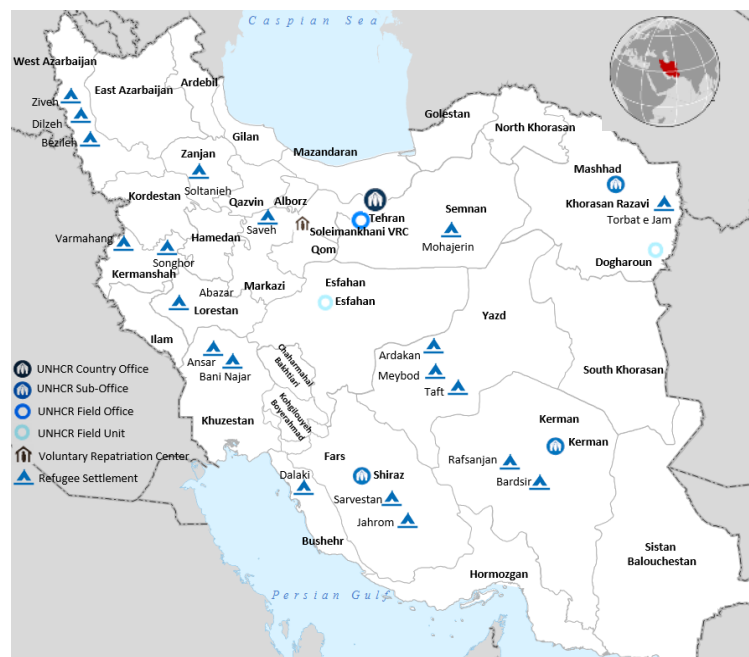 Caspian Sea
West Azarbaijan
East Azarbaijan
Ardebil
Ziveh
Dilzeh
Bezileh
Gilan
Golestan
North Khorasan
Mazandaran
Zanjan
Soltanieh
Mashhad
Khorasan Razavi
Torbat e Jam
Kordestan
Qazvin
Alborz
Tehran
Semnan
Saveh
Soleimankhani VRC
Mohajerin
Varmahang
Hamedan
Songhor
Qom
Dogharoun
Kermanshah
Markazi
Esfahan
Esfahan
Abazar
Lorestan
Yazd
Ilam
Ansar
Bani Najar
Chaharmahal
Bakhtiari
Ardakan
Meybod
Taft
South Khorasan
Kohgilouyeh
Boyerahmad
Khuzestan
Kerman
Kerman
Rafsanjan
Bardsir
Fars
Shiraz
Dalaki
Sarvestan
Jahrom
Bushehr
Hormozgan
Sistan
Balouchestan
Persian Gulf
UNHCR Country Office
UNHCR Sub-Office
UNHCR Field Office
UNHCR Field Unit
Voluntary Repatriation Center
Refugee Settlement